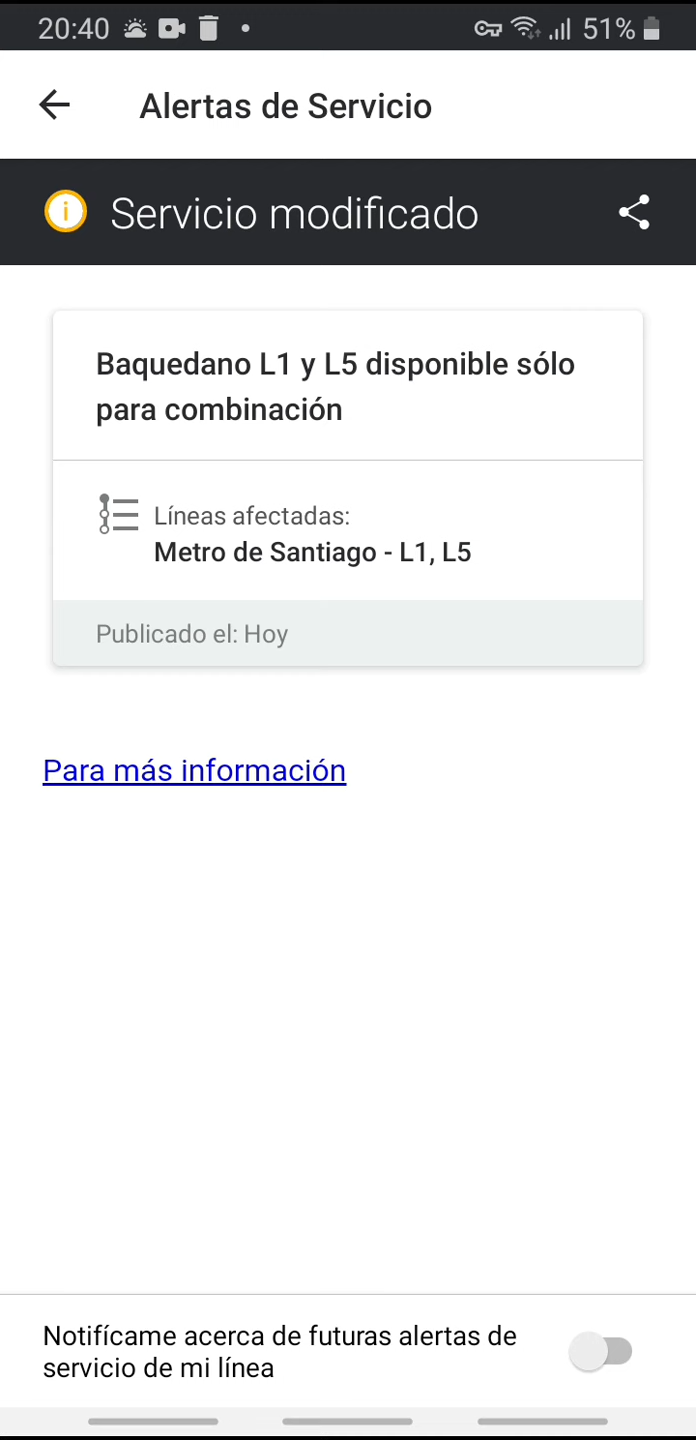 20:40 51%
Alertas de Servicio
Servicio modificado
Baquedano L1 y L5 disponible sólo
para combinación
Líneas afectadas:
Metro de Santiago - L1, L5
Publicado el: Hoy
Para más información
Notifícame acerca de futuras alertas de
servicio de mi línea